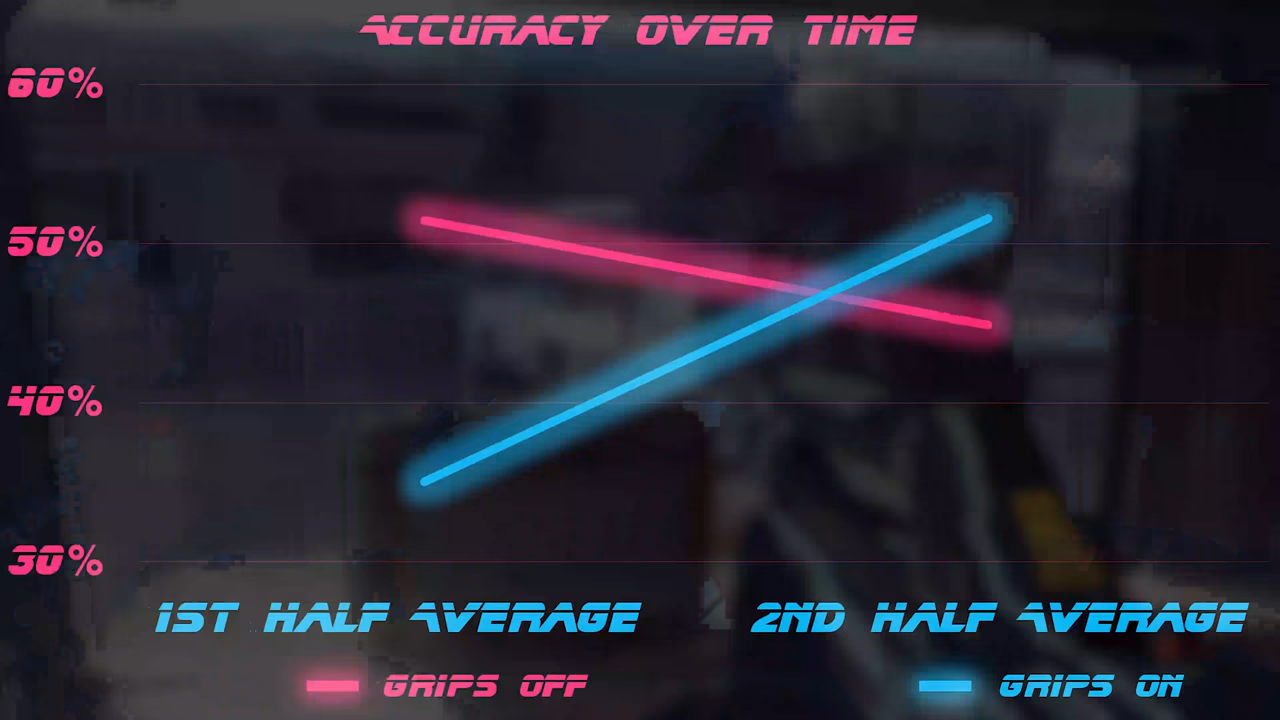 ACCURACY OVER TIME
60%
50%
40%
30%
1ST HALF AVERAGE 2ND HALF AVERAGE
GRIPS OFF GRIPS ON